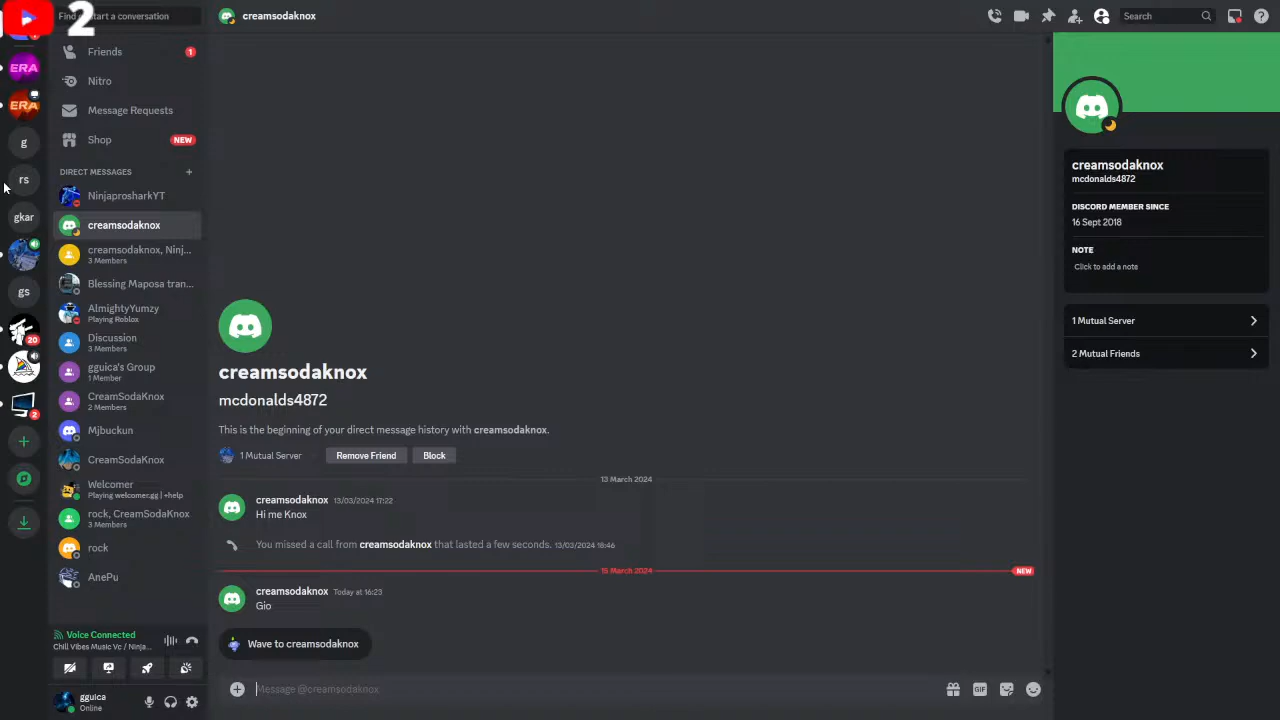 2
Find or start a conversation
creamsodaknox
Search
Friends
1
Nitro
Message Requests
Shop
NEW
DIRECT MESSAGES
NinjaprosharkYT
creamsodaknox
creamsodaknox, Ninj...
3 Members
Blessing Maposa tran...
AlmightyYumzy
Playing Roblox
Discussion
3 Members
gguica's Group
1 Member
CreamSodaKnox
2 Members
Mjbuckun
CreamSodaKnox
Welcomer
Playing welcomer.gg | +help
rock, CreamSodaKnox
3 Members
rock
AnePu
Voice Connected
Chill Vibes Music Vc / Ninja...
gguica
Online
ERA
ERA
g
rs
gkar
gs
20
2
creamsodaknox
mcdonalds4872
This is the beginning of your direct message history with creamsodaknox.
1 Mutual Server
Remove Friend
Block
13 March 2024
creamsodaknox 13/03/2024 17:22
Hi me Knox
You missed a call from creamsodaknox that lasted a few seconds. 13/03/2024 18:46
15 March 2024
NEW
creamsodaknox Today at 16:23
Gio
Wave to creamsodaknox
Message @creamsodaknox
GIF
creamsodaknox
mcdonalds4872
DISCORD MEMBER SINCE
16 Sept 2018
NOTE
Click to add a note
1 Mutual Server
2 Mutual Friends